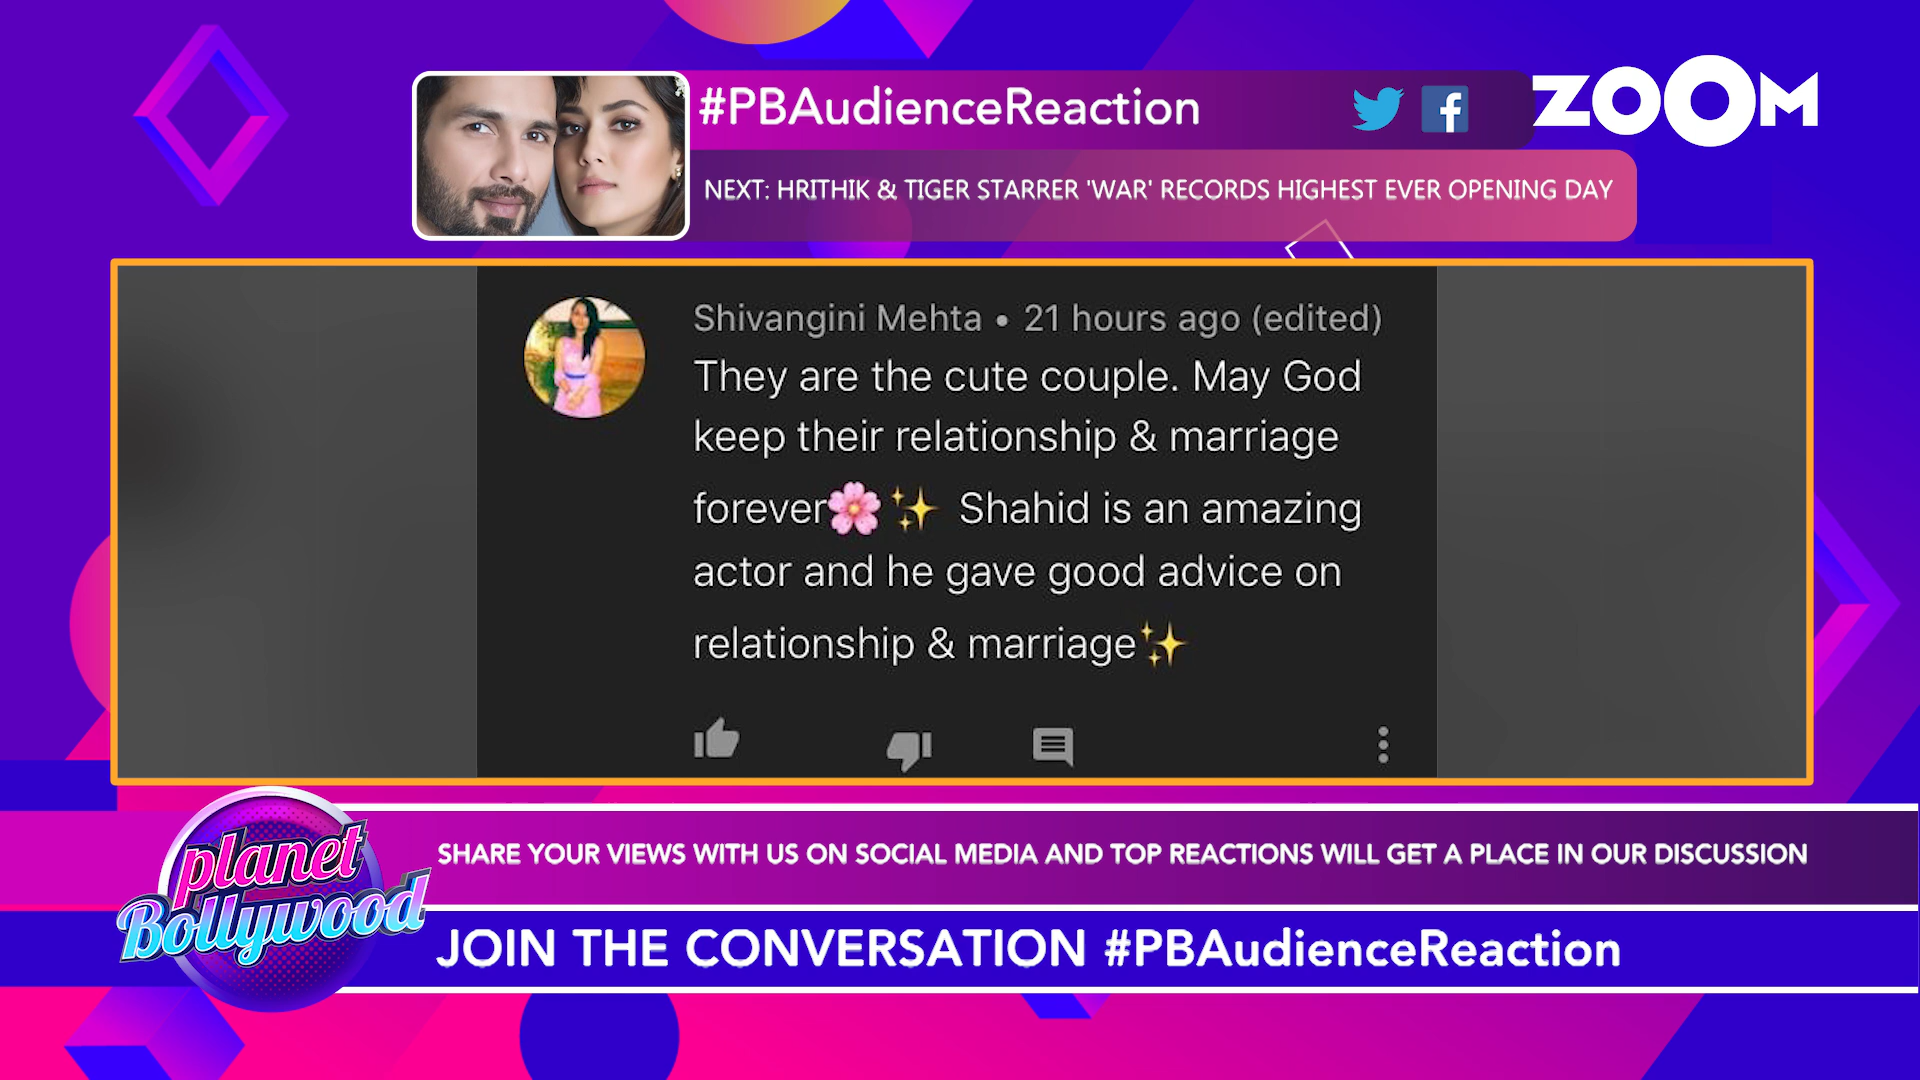 #PBAudienceReaction
ZOOM
NEXT: HRITHIK & TIGER STARRER 'WAR' RECORDS HIGHEST EVER OPENING DAY
Shivangini Mehta • 21 hours ago (edited)
They are the cute couple. May God
keep their relationship & marriage
forever🌸✨ Shahid is an amazing
actor and he gave good advice on
relationship & marriage✨
planet
Bollywood
SHARE YOUR VIEWS WITH US ON SOCIAL MEDIA AND TOP REACTIONS WILL GET A PLACE IN OUR DISCUSSION
JOIN THE CONVERSATION #PBAudienceReaction